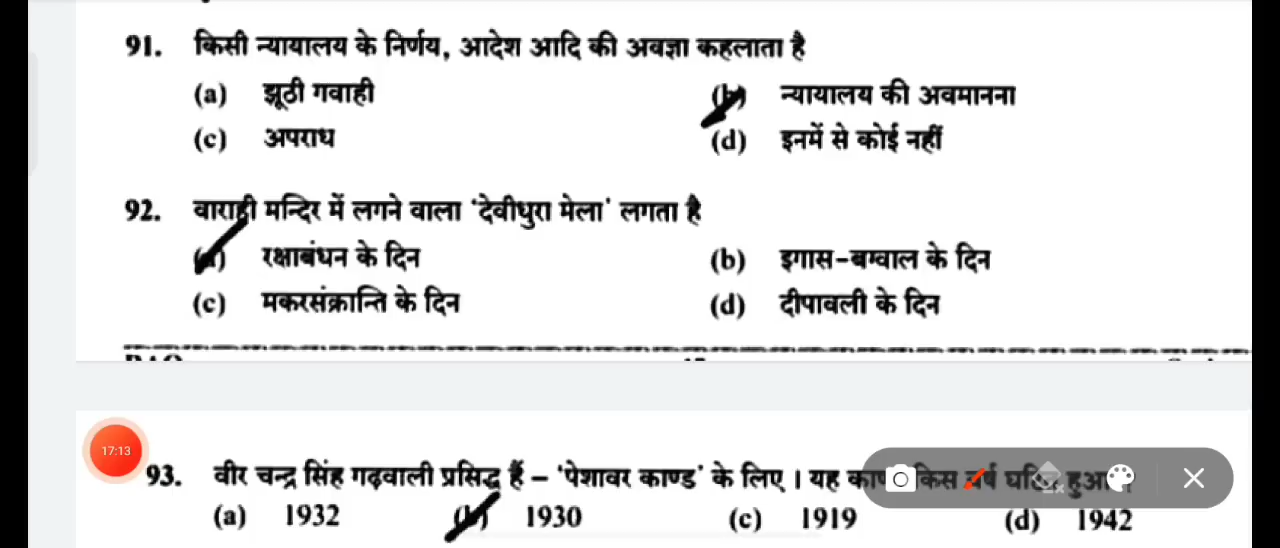 91. किसी न्यायालय के निर्णय, आदेश आदि की अवज्ञा कहलाता है
(a) झूठी गवाही (b) न्यायालय की अवमानना
(c) अपराध (d) इनमें से कोई नहीं
92. वाराही मन्दिर में लगने वाला 'देवीधुरा मेला' लगता है
(a) रक्षाबंधन के दिन (b) इगास-बग्वाल के दिन
(c) मकरसंक्रान्ति के दिन (d) दीपावली के दिन
17:13
93. वीर चन्द्र सिंह गढ़वाली प्रसिद्ध हैं – 'पेशावर काण्ड' के लिए । यह किस वर्ष हुआ
(a) 1932 (b) 1930 (c) 1919 (d) 1942